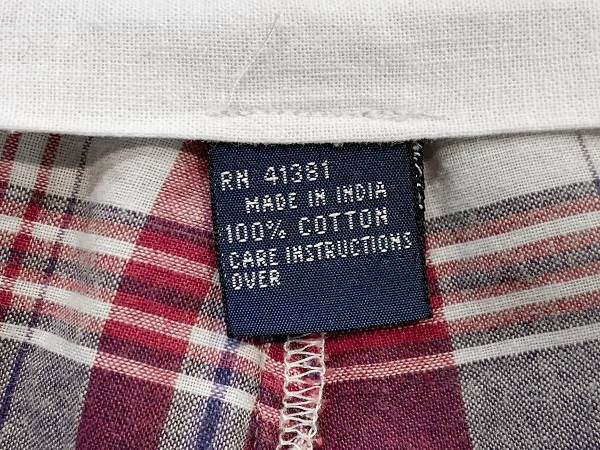 RN 41381
MADE IN INDIA
100% COTTON
CARE INSTRUCTIONS
OVER